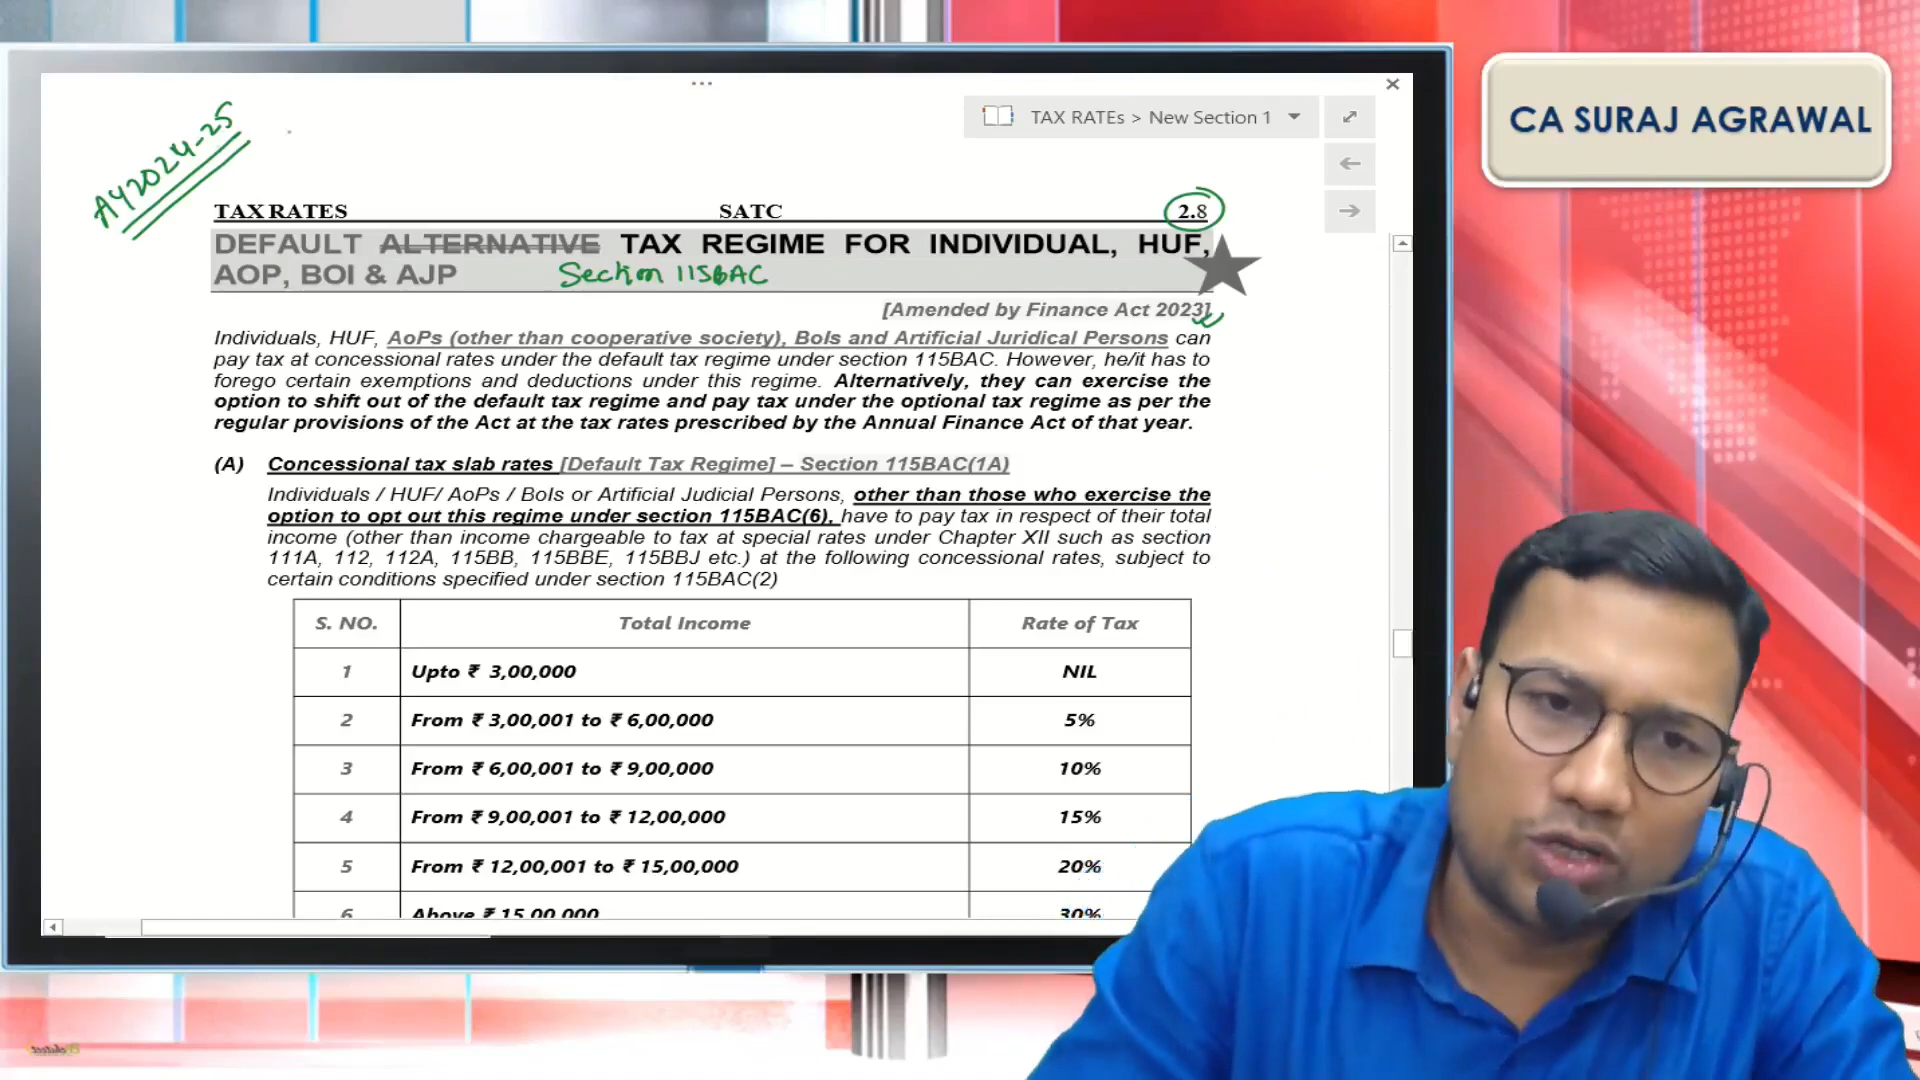 CA SURAJ AGRAWAL
TAX RATEs > New Section 1
AY2024-25
TAX RATES SATC 2.8
DEFAULT ALTERNATIVE TAX REGIME FOR INDIVIDUAL, HUF,
AOP, BOI & AJP Section 115BAC
[Amended by Finance Act 2023]
Individuals, HUF, AoPs (other than cooperative society), BoIs and Artificial Juridical Persons can
pay tax at concessional rates under the default tax regime under section 115BAC. However, he/it has to
forego certain exemptions and deductions under this regime. Alternatively, they can exercise the
option to shift out of the default tax regime and pay tax under the optional tax regime as per the
regular provisions of the Act at the tax rates prescribed by the Annual Finance Act of that year.
(A) Concessional tax slab rates [Default Tax Regime] – Section 115BAC(1A)
Individuals / HUF/ AoPs / BoIs or Artificial Judicial Persons, other than those who exercise the
option to opt out this regime under section 115BAC(6), have to pay tax in respect of their total
income (other than income chargeable to tax at special rates under Chapter XII such as section
111A, 112, 112A, 115BB, 115BBE, 115BBJ etc.) at the following concessional rates, subject to
certain conditions specified under section 115BAC(2)
S. NO. Total Income Rate of Tax
1 Upto ₹ 3,00,000 NIL
2 From ₹ 3,00,001 to ₹ 6,00,000 5%
3 From ₹ 6,00,001 to ₹ 9,00,000 10%
4 From ₹ 9,00,001 to ₹ 12,00,000 15%
5 From ₹ 12,00,001 to ₹ 15,00,000 20%
6 Above ₹ 15,00,000 30%